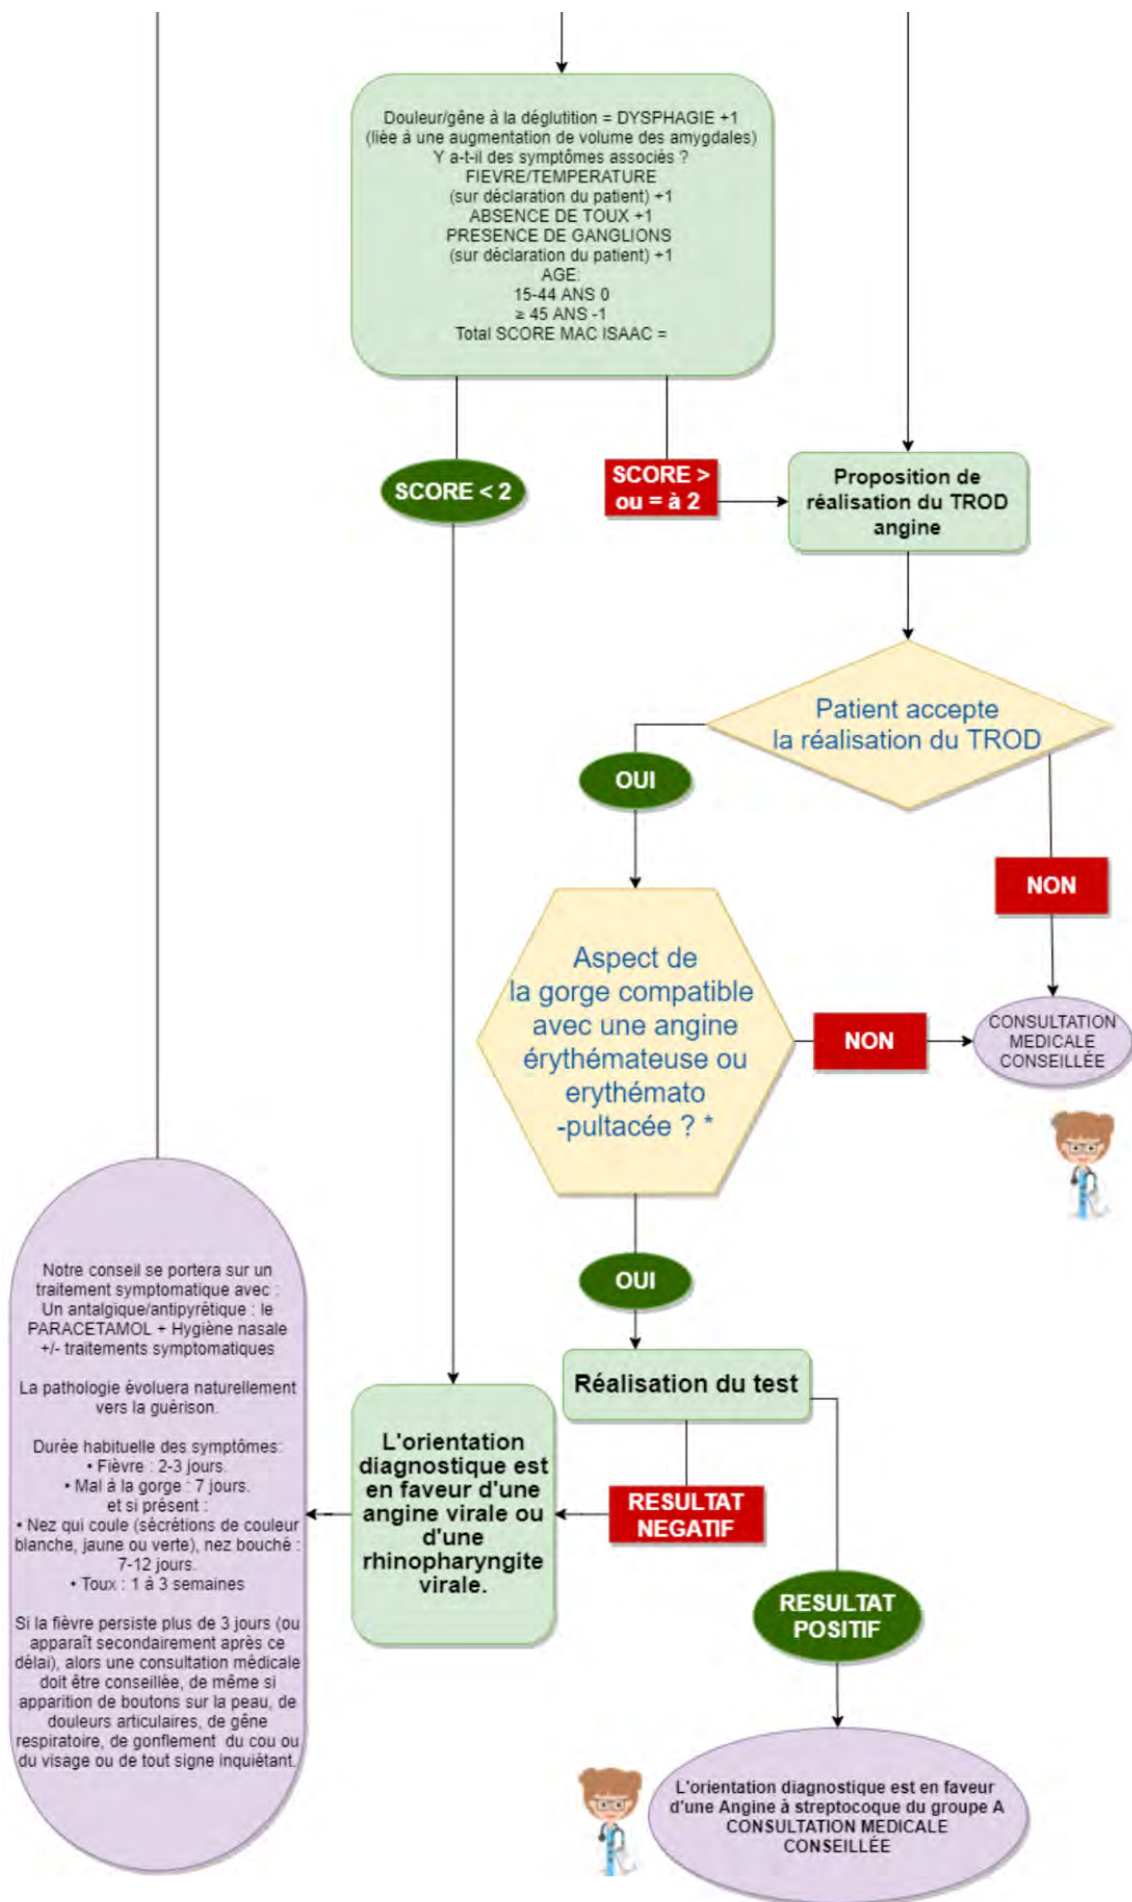 Douleur/gêne à la déglutition = DYSPHAGIE +1
(liée à une augmentation de volume des amygdales)
Y a-t-il des symptômes associés ?
FIEVRE/TEMPERATURE
(sur déclaration du patient) +1
ABSENCE DE TOUX +1
PRESENCE DE GANGLIONS
(sur déclaration du patient) +1
AGE:
15-44 ANS 0
≥ 45 ANS -1
Total SCORE MAC ISAAC =
SCORE < 2
SCORE >
ou = à 2
Proposition de
réalisation du TROD
angine
Patient accepte
la réalisation du TROD
OUI
NON
Aspect de
la gorge compatible
avec une angine
érythémateuse ou
erythémato
-pultacée ? *
NON
CONSULTATION
MEDICALE
CONSEILLÉE
OUI
Réalisation du test
RESULTAT
NEGATIF
L'orientation
diagnostique est
en faveur d'une
angine virale ou
d'une
rhinopharyngite
virale.
Notre conseil se portera sur un
traitement symptomatique avec :
Un antalgique/antipyrétique : le
PARACETAMOL + Hygiène nasale
+/- traitements symptomatiques
La pathologie évoluera naturellement
vers la guérison.
Durée habituelle des symptômes:
• Fièvre : 2-3 jours.
• Mal à la gorge : 7 jours.
et si présent :
• Nez qui coule (sécrétions de couleur
blanche, jaune ou verte), nez bouché :
7-12 jours.
• Toux : 1 à 3 semaines
Si la fièvre persiste plus de 3 jours (ou
apparaît secondairement après ce
délai), alors une consultation médicale
doit être conseillée, de même si
apparition de boutons sur la peau, de
douleurs articulaires, de gêne
respiratoire, de gonflement du cou ou
du visage ou de tout signe inquiétant.
RESULTAT
POSITIF
L'orientation diagnostique est en faveur
d'une Angine à streptocoque du groupe A
CONSULTATION MEDICALE
CONSEILLÉE